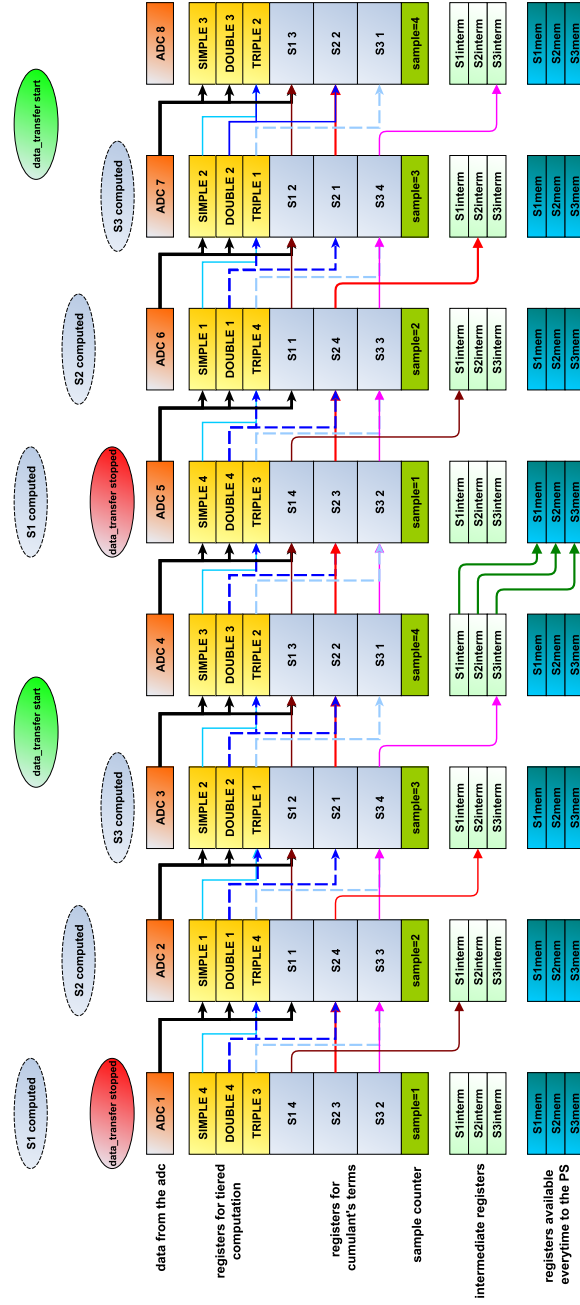 S1 computed
data_transfer start
S1 computed
data_transfer start
S2 computed
S2 computed
data_transfer stopped
S3 computed
data_transfer stopped
S3 computed
data from the adc
ADC 1
ADC 2
ADC 3
ADC 4
ADC 5
ADC 6
ADC 7
ADC 8
registers for tiered
computation
SIMPLE 4
SIMPLE 1
SIMPLE 2
SIMPLE 3
SIMPLE 4
SIMPLE 1
SIMPLE 2
SIMPLE 3
DOUBLE 4
DOUBLE 1
DOUBLE 2
DOUBLE 3
DOUBLE 4
DOUBLE 1
DOUBLE 2
DOUBLE 3
TRIPLE 3
TRIPLE 4
TRIPLE 1
TRIPLE 2
TRIPLE 3
TRIPLE 4
TRIPLE 1
TRIPLE 2
registers for
cumulant's terms
S1 4
S1 1
S1 2
S1 3
S1 4
S1 1
S1 2
S1 3
S2 3
S2 4
S2 1
S2 2
S2 3
S2 4
S2 1
S2 2
S3 2
S3 3
S3 4
S3 1
S3 2
S3 3
S3 4
S3 1
sample counter
sample=1
sample=2
sample=3
sample=4
sample=1
sample=2
sample=3
sample=4
intermediate registers
S1interm
S1interm
S1interm
S1interm
S1interm
S1interm
S1interm
S1interm
S2interm
S2interm
S2interm
S2interm
S2interm
S2interm
S2interm
S2interm
S3interm
S3interm
S3interm
S3interm
S3interm
S3interm
S3interm
S3interm
registers available
everytime to the PS
S1mem
S1mem
S1mem
S1mem
S1mem
S1mem
S1mem
S1mem
S2mem
S2mem
S2mem
S2mem
S2mem
S2mem
S2mem
S2mem
S3mem
S3mem
S3mem
S3mem
S3mem
S3mem
S3mem
S3mem